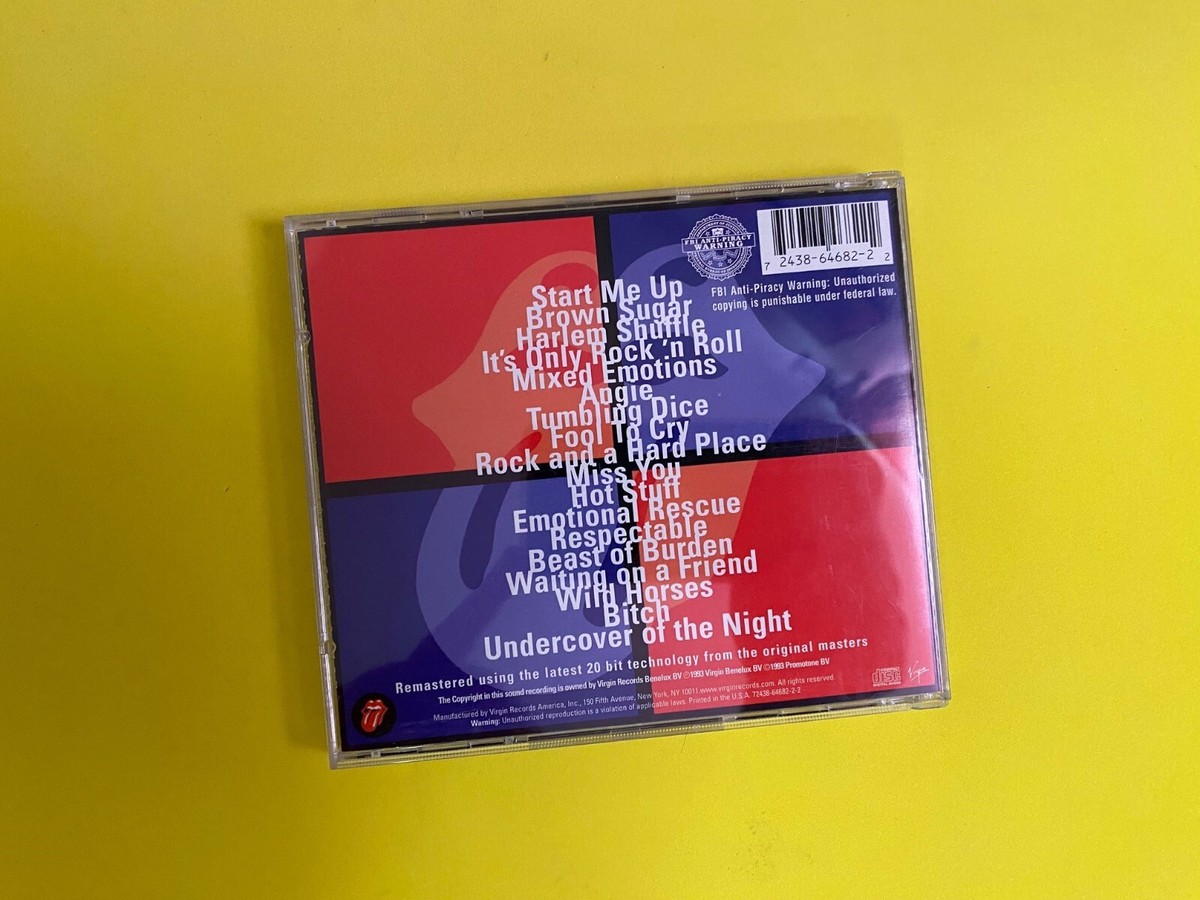 FBI ANTI-PIRACY
WARNING
7 2438-64682-2 2
FBI Anti-Piracy Warning: Unauthorized
copying is punishable under federal law.
Start Me Up
Brown Sugar
Harlem Shuffle
It's Only Rock 'n Roll
Mixed Emotions
Angie
Tumbling Dice
Fool To Cry
Rock and a Hard Place
Miss You
Hot Stuff
Emotional Rescue
Respectable
Beast of Burden
Waiting on a Friend
Wild Horses
Bitch
Undercover of the Night
Remastered using the latest 20 bit technology from the original masters
The Copyright in this sound recording is owned by Virgin Records Benelux BV ℗1993 Virgin Benelux BV ©1993 Promotone BV
Manufactured by Virgin Records America, Inc., 150 Fifth Avenue, New York, NY 10011. www.virginrecords.com. All rights reserved.
Warning: Unauthorized reproduction is a violation of applicable laws. Printed in the U.S.A. 72438-64682-2-2
COMPACT
disc
DIGITAL AUDIO
Virgin